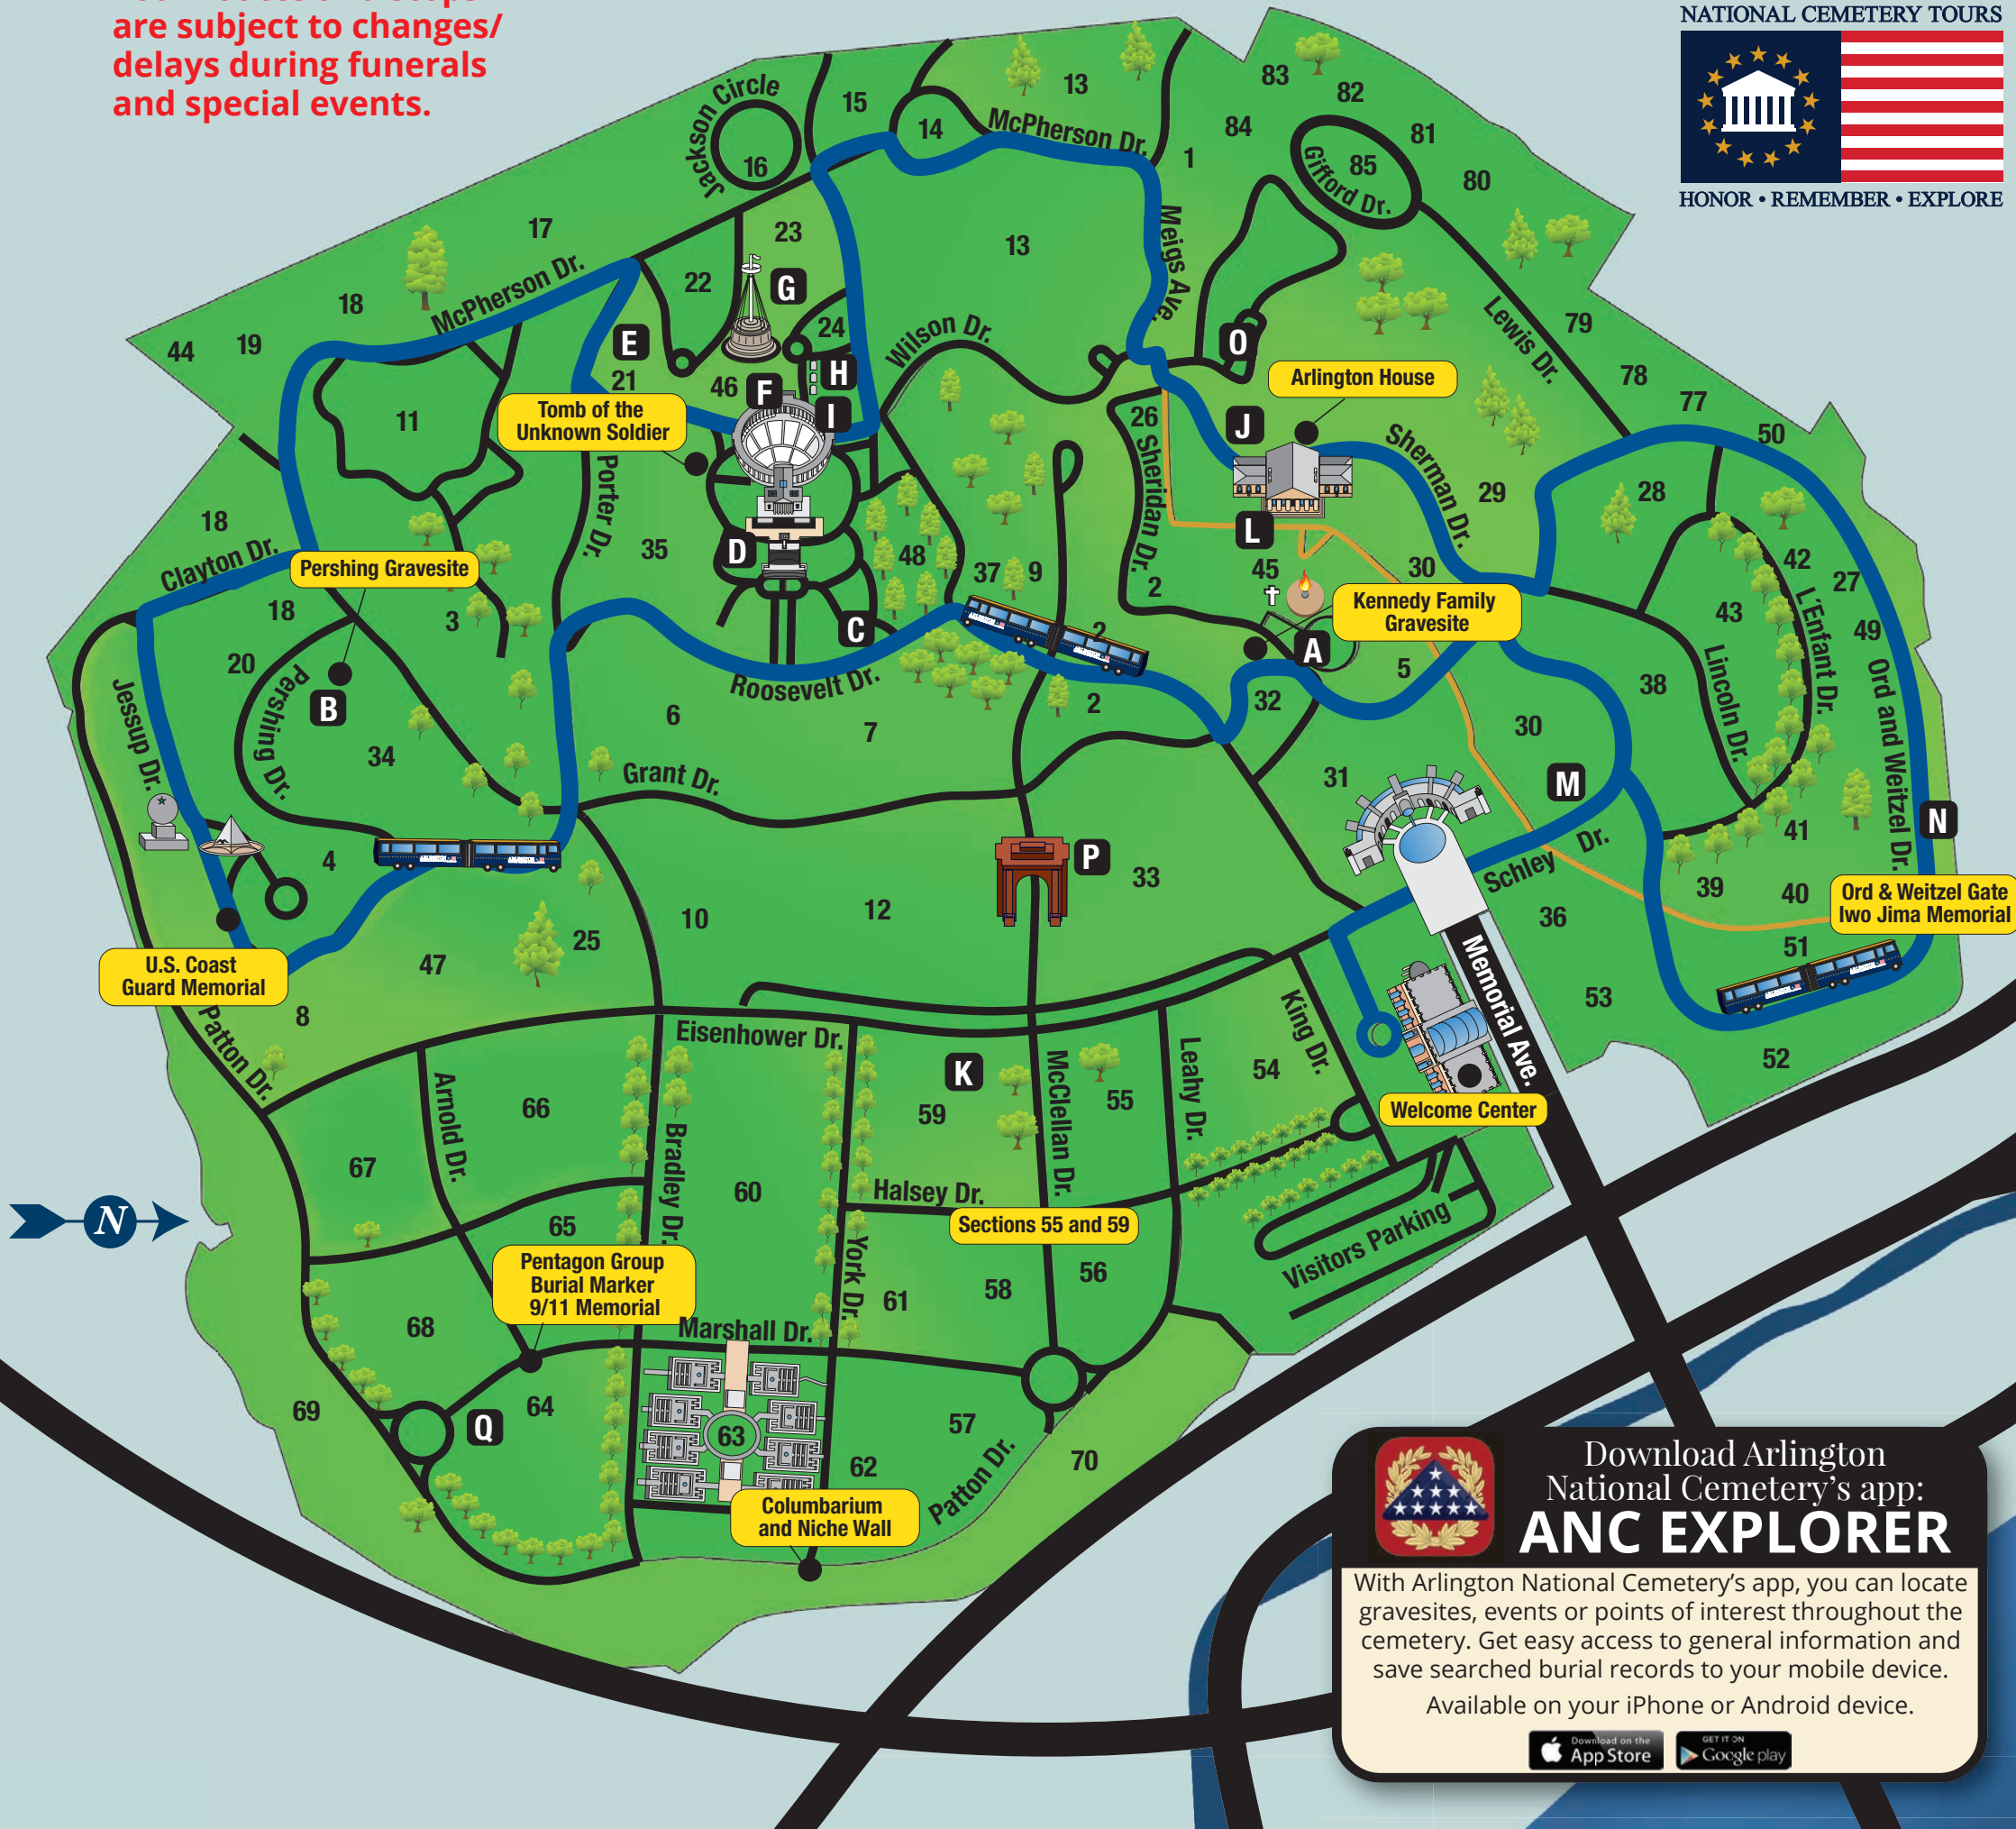 are subject to changes/
delays during funerals
and special events.
NATIONAL CEMETERY TOURS
HONOR • REMEMBER • EXPLORE
Jackson Circle
16
15
14
13
McPherson Dr.
1
83
82
84
81
85
Gifford Dr.
80
17
23
13
Meigs Ave.
18
McPherson Dr.
22
G
44
19
E
24
Wilson Dr.
O
Lewis Dr.
79
78
77
50
21
46
F
H
I
Arlington House
Tomb of the
Unknown Soldier
11
26
J
Sheridan Dr.
Sherman Dr.
29
28
Porter Dr.
18
Clayton Dr.
35
D
48
37
9
L
45
30
2
42
27
Pershing Gravesite
18
3
C
2
Kennedy Family
Gravesite
A
43
L'Enfant Dr.
49
20
Pershing Dr.
B
Roosevelt Dr.
5
38
Lincoln Dr.
Ord and Weitzel Dr.
Jessup Dr.
34
6
7
2
32
30
Grant Dr.
31
M
N
4
P
33
Schley Dr.
41
39
40
Ord & Weitzel Gate
Iwo Jima Memorial
10
12
36
25
47
51
U.S. Coast
Guard Memorial
8
Patton Dr.
Memorial Ave.
53
52
Eisenhower Dr.
King Dr.
K
McClellan Dr.
Leahy Dr.
54
55
59
Arnold Dr.
66
Welcome Center
67
Bradley Dr.
60
Halsey Dr.
N
Sections 55 and 59
65
York Dr.
56
Visitors Parking
Pentagon Group
Burial Marker
9/11 Memorial
61
58
68
Marshall Dr.
69
64
Q
63
57
62
Patton Dr.
70
Columbarium
and Niche Wall
Download Arlington
National Cemetery's app:
ANC EXPLORER
With Arlington National Cemetery's app, you can locate
gravesites, events or points of interest throughout the
cemetery. Get easy access to general information and
save searched burial records to your mobile device.
Available on your iPhone or Android device.
Download on the
App Store
GET IT ON
Google play